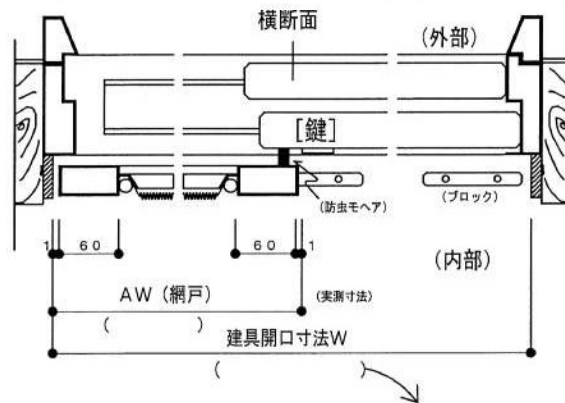 横断面
(外部)
[鍵]
(防虫モヘア)
(ブロック)
1 60 60 1
(内部)
AW (網戸)
(実測寸法)
( )
建具開口寸法W
( )